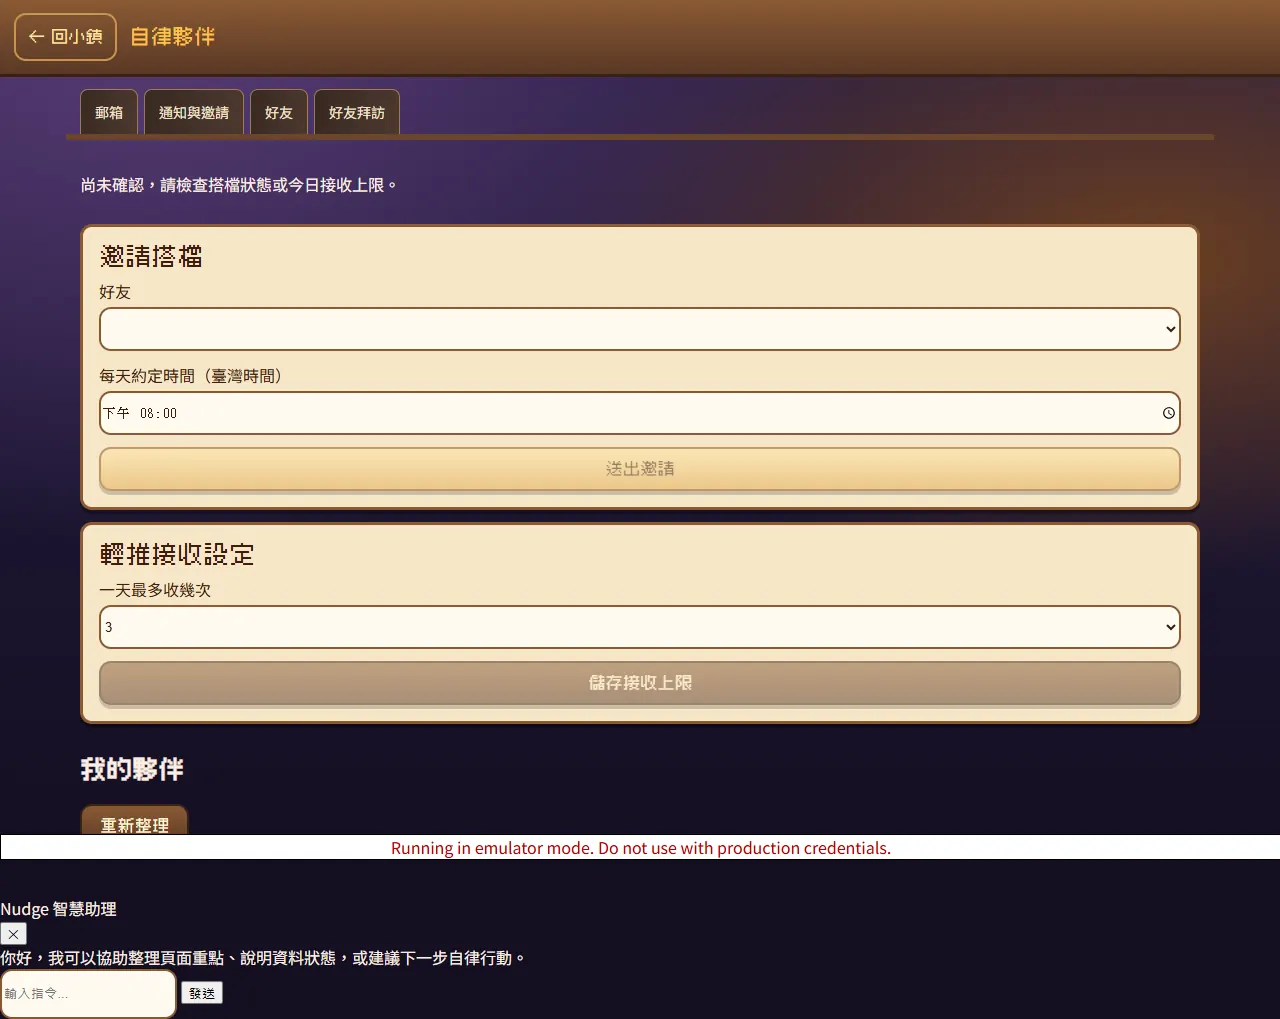 ← 回小鎮 自律夥伴
郵箱 通知與邀請 好友 好友拜訪
尚未確認，請檢查搭檔狀態或今日接收上限。
邀請搭檔
好友
每天約定時間（臺灣時間）
下午 08:00
送出邀請
輕推接收設定
一天最多收幾次
3
儲存接收上限
我的夥伴
重新整理
Running in emulator mode. Do not use with production credentials.
Nudge 智慧助理
×
你好，我可以協助整理頁面重點、說明資料狀態，或建議下一步自律行動。
輸入指令... 發送